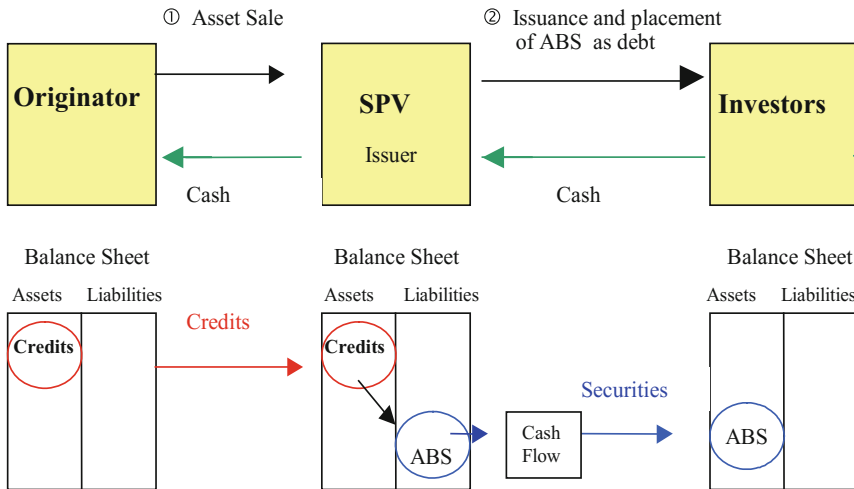 ① Asset Sale
② Issuance and placement
of ABS as debt
Originator
SPV
Issuer
Investors
Cash
Cash
Balance Sheet
Balance Sheet
Balance Sheet
Assets Liabilities
Assets Liabilities
Assets Liabilities
Credits
Credits
Credits
ABS
Cash
Flow
Securities
ABS